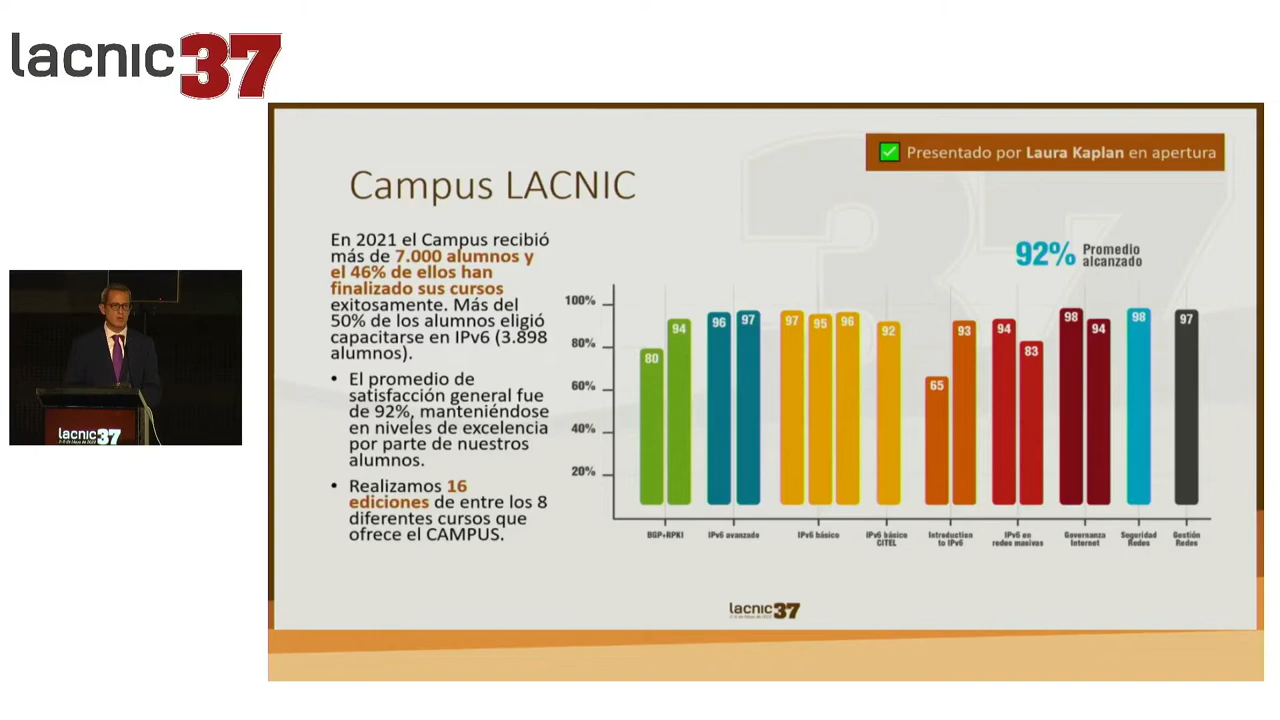 lacnic37
Presentado por Laura Kaplan en apertura
Campus LACNIC
En 2021 el Campus recibió
más de 7.000 alumnos y
el 46% de ellos han
finalizado sus cursos
exitosamente. Más del
50% de los alumnos eligió
capacitarse en IPv6 (3.898
alumnos).
• El promedio de
satisfacción general fue
de 92%, manteniéndose
en niveles de excelencia
por parte de nuestros
alumnos.
• Realizamos 16
ediciones de entre los 8
diferentes cursos que
ofrece el CAMPUS.
92% Promedio
alcanzado
100%
80%
60%
40%
20%
80 94 96 97 97 95 96 92 65 93 94 83 98 94 98 97
BGP+RPKI
IPv6 avanzado
IPv6 básico
IPv6 básico
CITEL
Introduction
to IPv6
IPv6 en
redes masivas
Governanza
Internet
Seguridad
Redes
Gestión
Redes
lacnic37
lacnic37